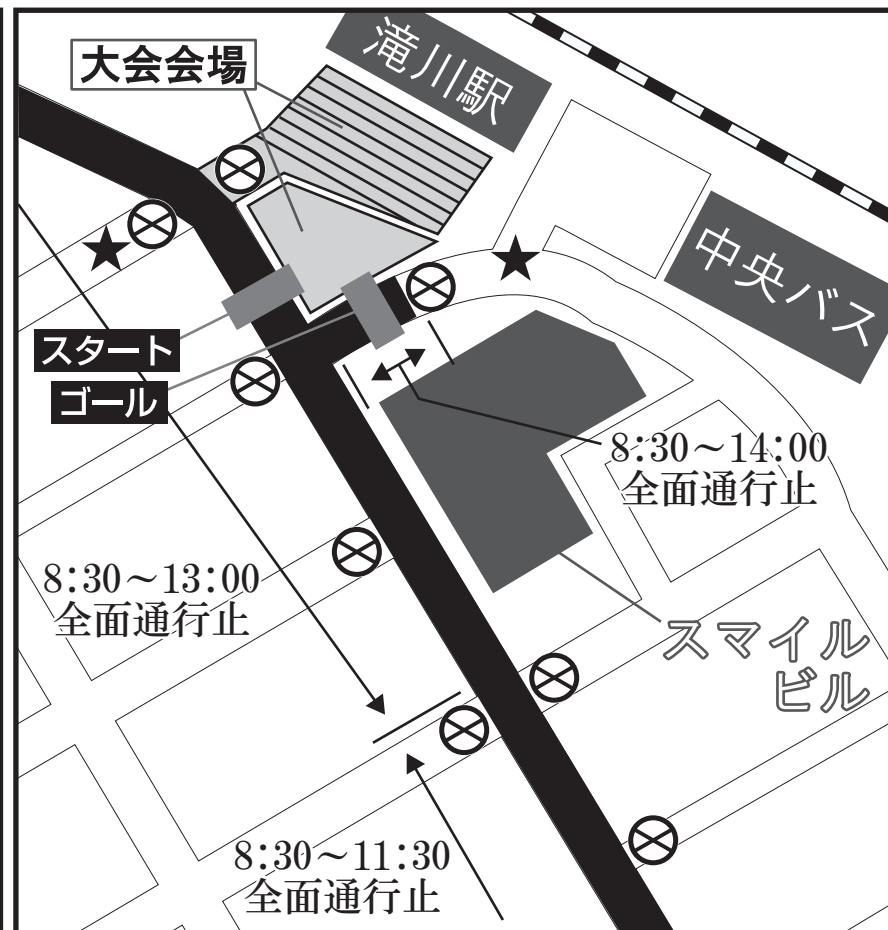 滝川駅
大会会場
中央バス
スタート
ゴール
8:30～14:00
全面通行止
8:30～13:00
全面通行止
スマイル
ビル
8:30～11:30
全面通行止